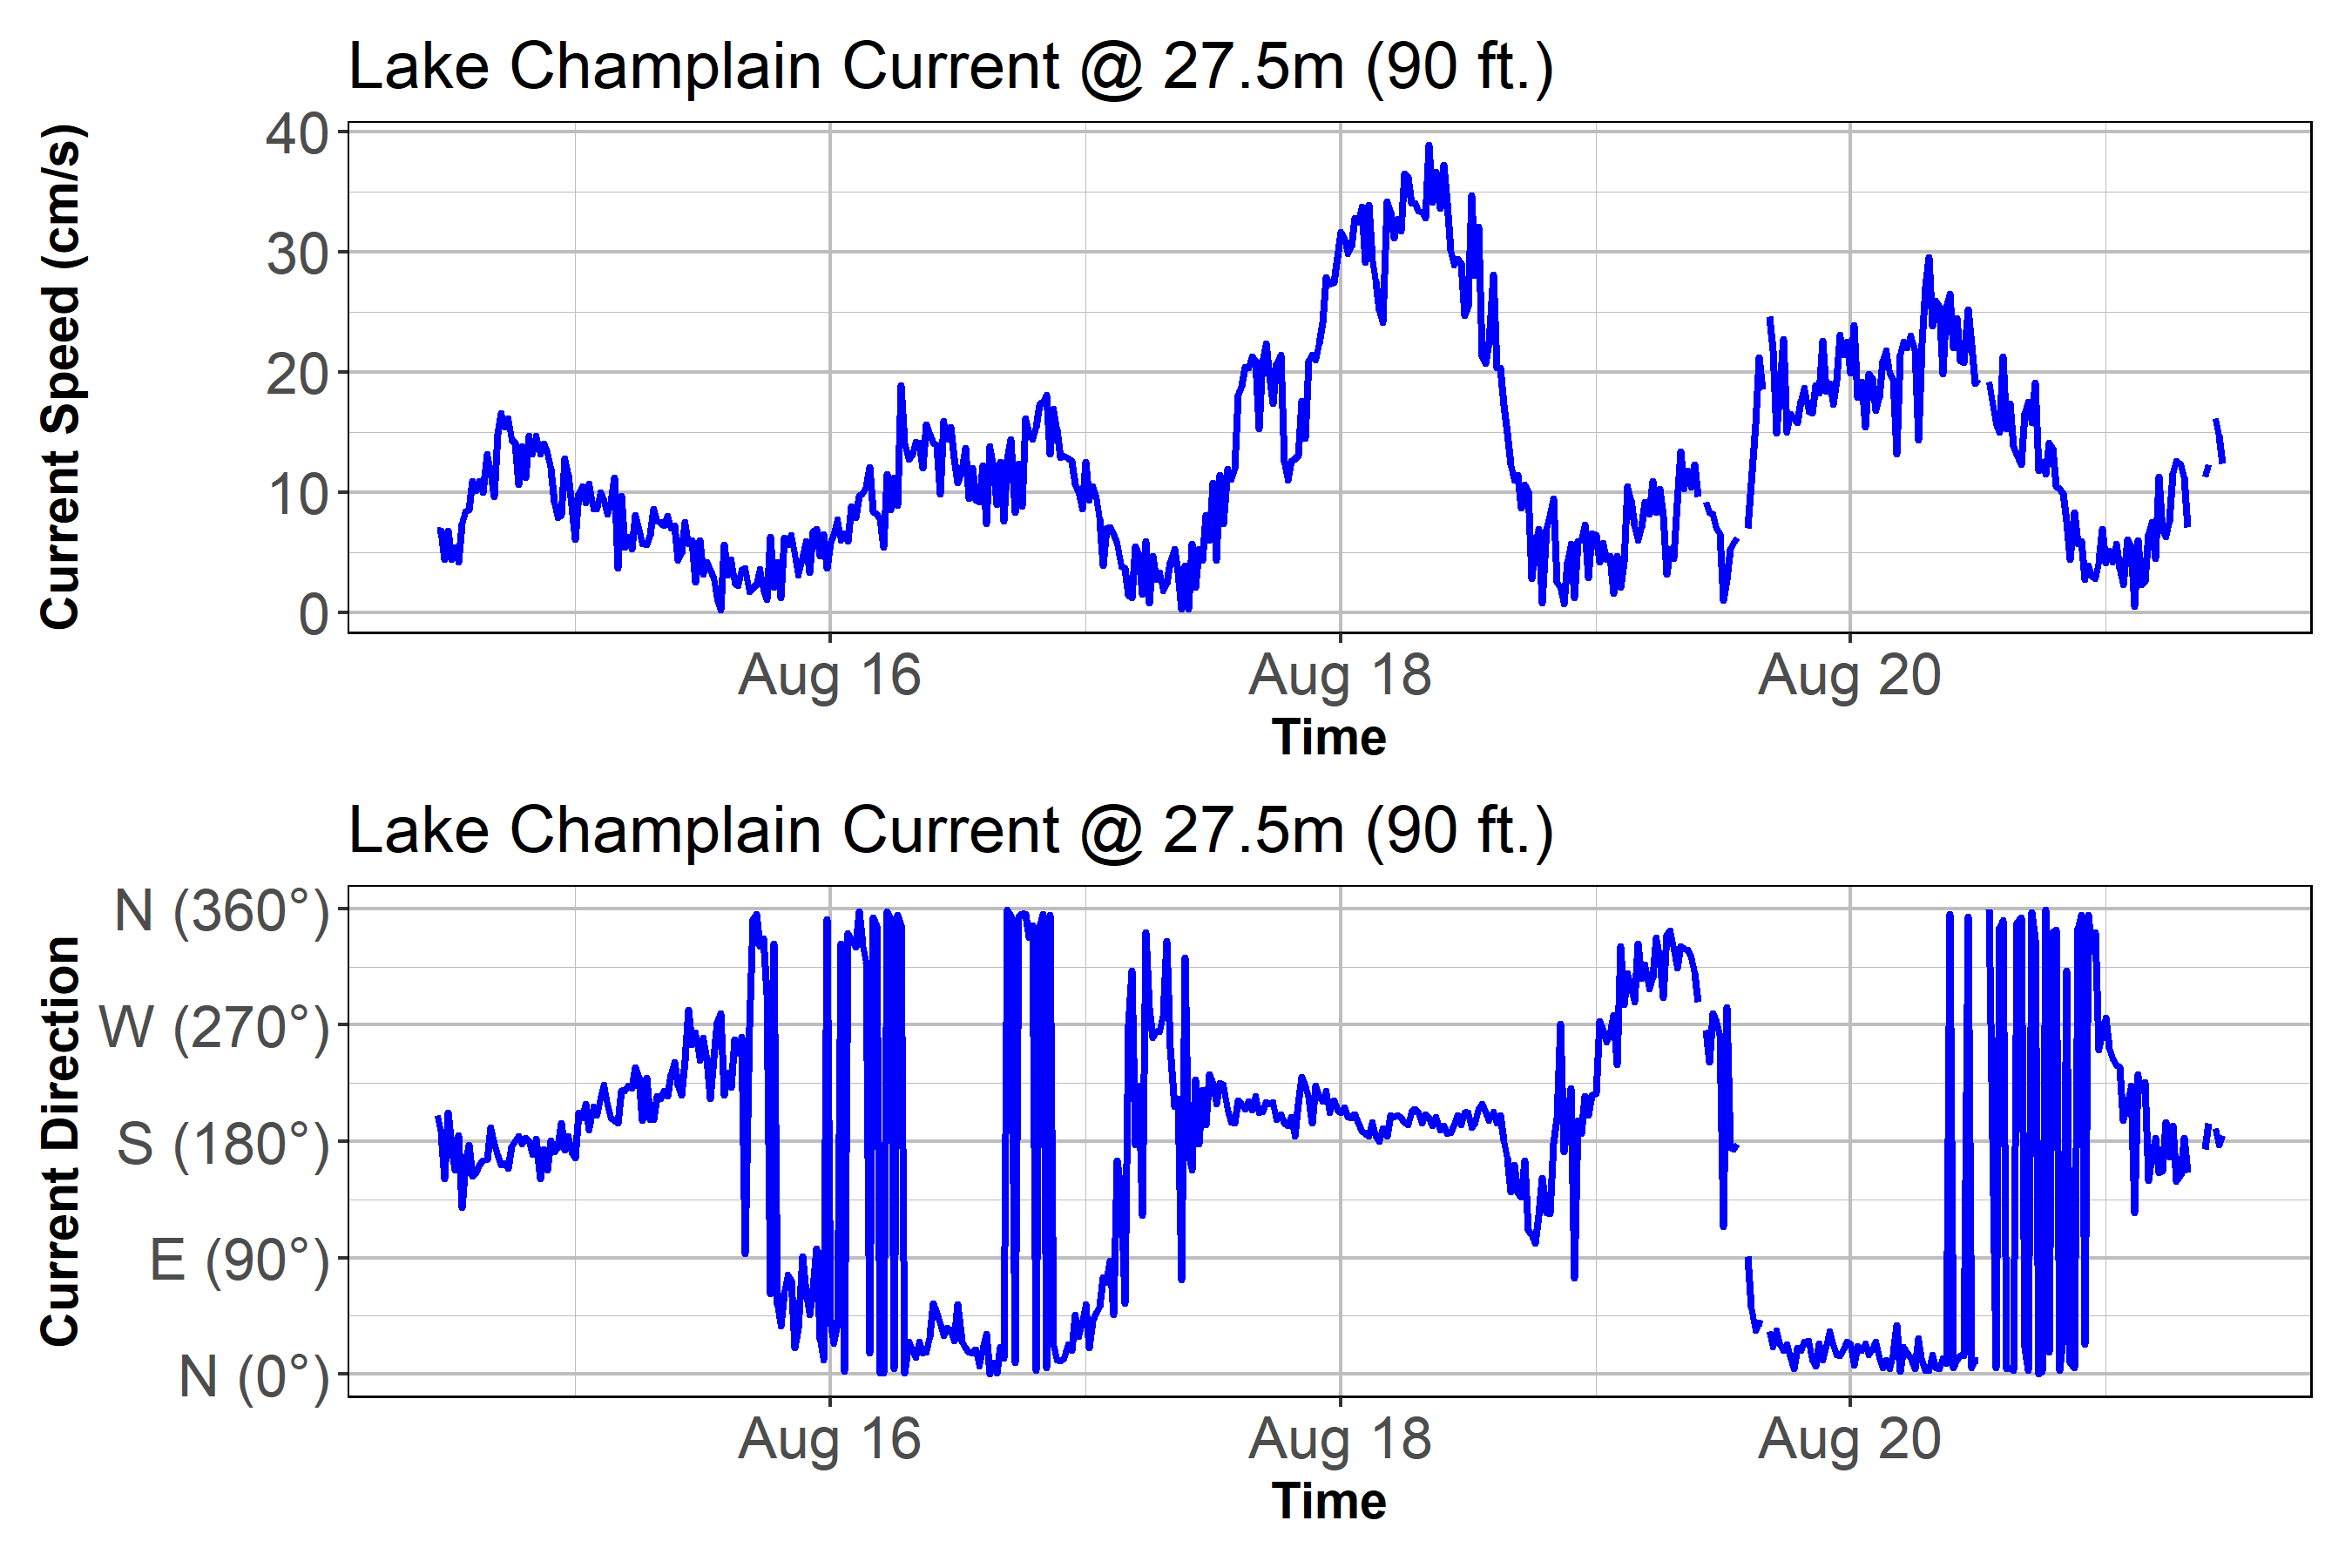 Lake Champlain Current @ 27.5m (90 ft.)
Current Speed (cm/s)
40
30
20
10
0
Aug 16 Aug 18 Aug 20
Time
Lake Champlain Current @ 27.5m (90 ft.)
Current Direction
N (360°)
W (270°)
S (180°)
E (90°)
N (0°)
Aug 16 Aug 18 Aug 20
Time